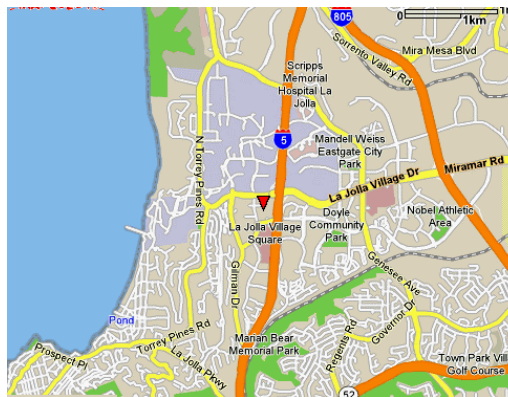 805
0
1km
Mira Mesa Blvd
Sorrento Valley Rd
Scripps
Memorial
Hospital La
Jolla
5
Mandell Weiss
Eastgate City
Park
N Torrey Pines Rd
La Jolla Village Dr
Miramar Rd
La Jolla Village
Square
Doyle
Community
Park
Nobel Athletic
Area
Gilman Dr
Genesee Ave
Pond
Torrey Pines Rd
Prospect Pl
La Jolla Pkwy
Marian Bear
Memorial Park
Regents Rd
Governor Dr
Town Park Vill
Golf Course
52